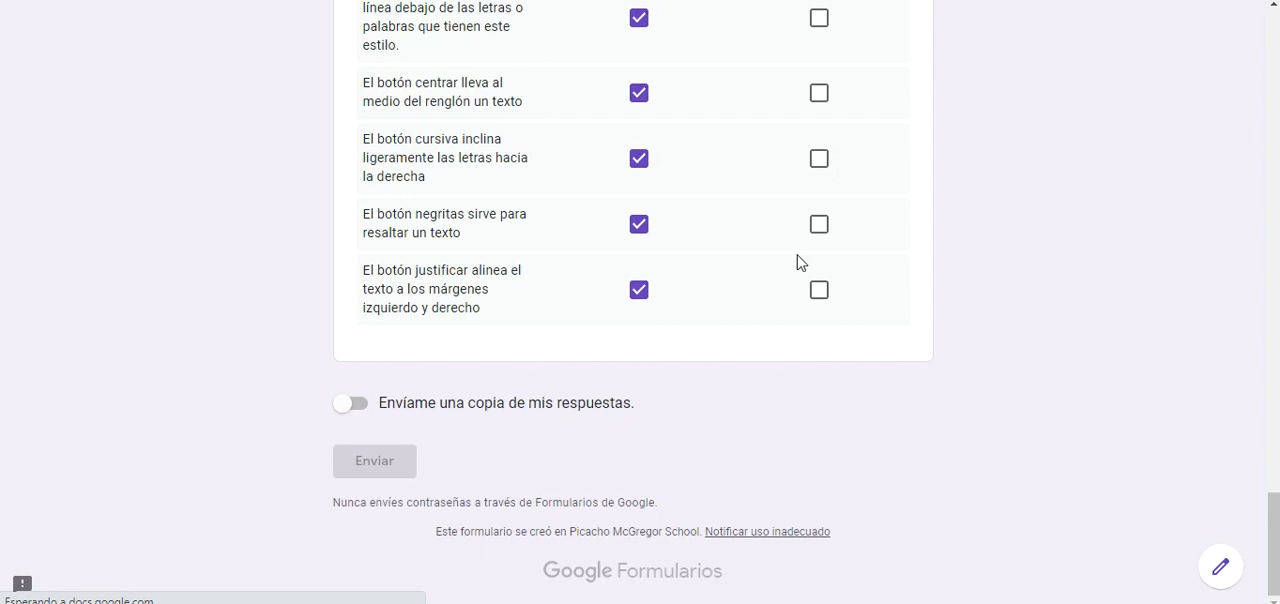 línea debajo de las letras o
palabras que tienen este
estilo.
El botón centrar lleva al
medio del renglón un texto
El botón cursiva inclina
ligeramente las letras hacia
la derecha
El botón negritas sirve para
resaltar un texto
El botón justificar alinea el
texto a los márgenes
izquierdo y derecho
Envíame una copia de mis respuestas.
Enviar
Nunca envíes contraseñas a través de Formularios de Google.
Este formulario se creó en Picacho McGregor School. Notificar uso inadecuado
Google Formularios
Esperando a docs.google.com